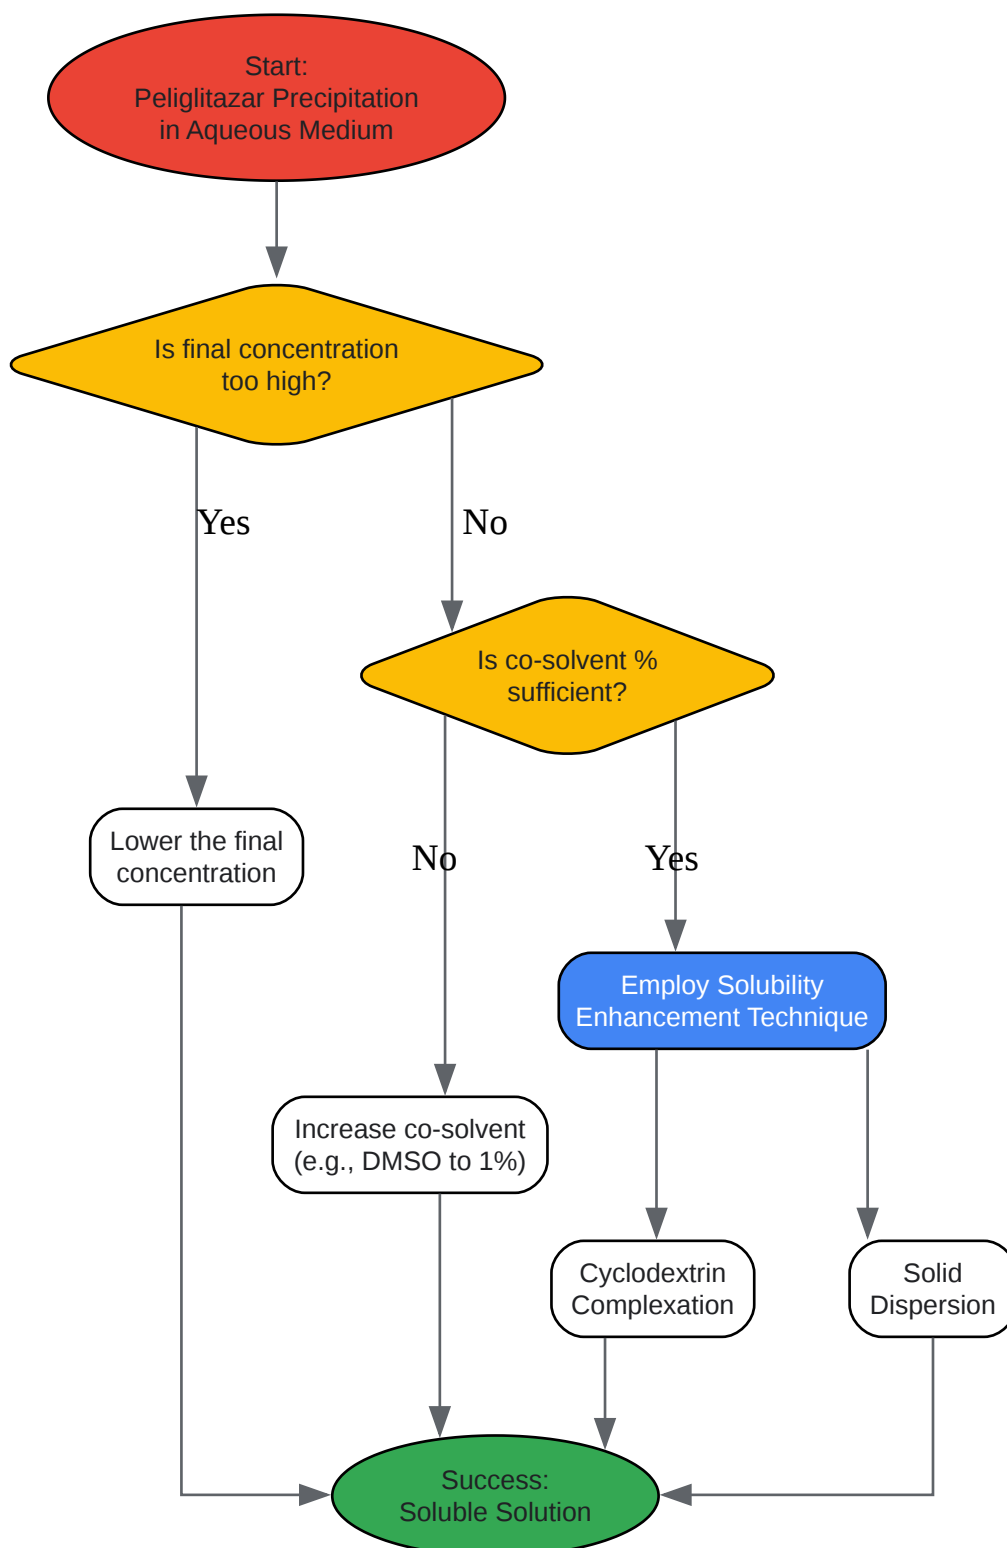 Start:
Peliglitazar Precipitation
in Aqueous Medium
Is final concentration
too high?
Yes
No
Is co-solvent %
sufficient?
Lower the final
concentration
No
Yes
Employ Solubility
Enhancement Technique
Increase co-solvent
(e.g., DMSO to 1%)
Cyclodextrin
Complexation
Solid
Dispersion
Success:
Soluble Solution